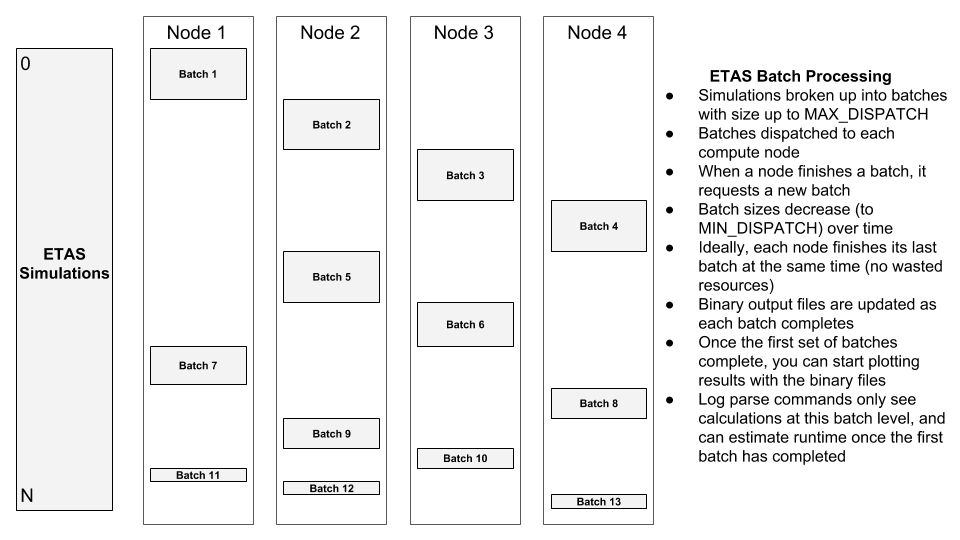 Node 1
Node 2
Node 3
Node 4
0
ETAS
Simulations
N
Batch 1
Batch 2
Batch 3
Batch 4
Batch 5
Batch 6
Batch 7
Batch 8
Batch 9
Batch 10
Batch 11
Batch 12
Batch 13
ETAS Batch Processing
● Simulations broken up into batches
with size up to MAX_DISPATCH
● Batches dispatched to each
compute node
● When a node finishes a batch, it
requests a new batch
● Batch sizes decrease (to
MIN_DISPATCH) over time
● Ideally, each node finishes its last
batch at the same time (no wasted
resources)
● Binary output files are updated as
each batch completes
● Once the first set of batches
complete, you can start plotting
results with the binary files
● Log parse commands only see
calculations at this batch level, and
can estimate runtime once the first
batch has completed